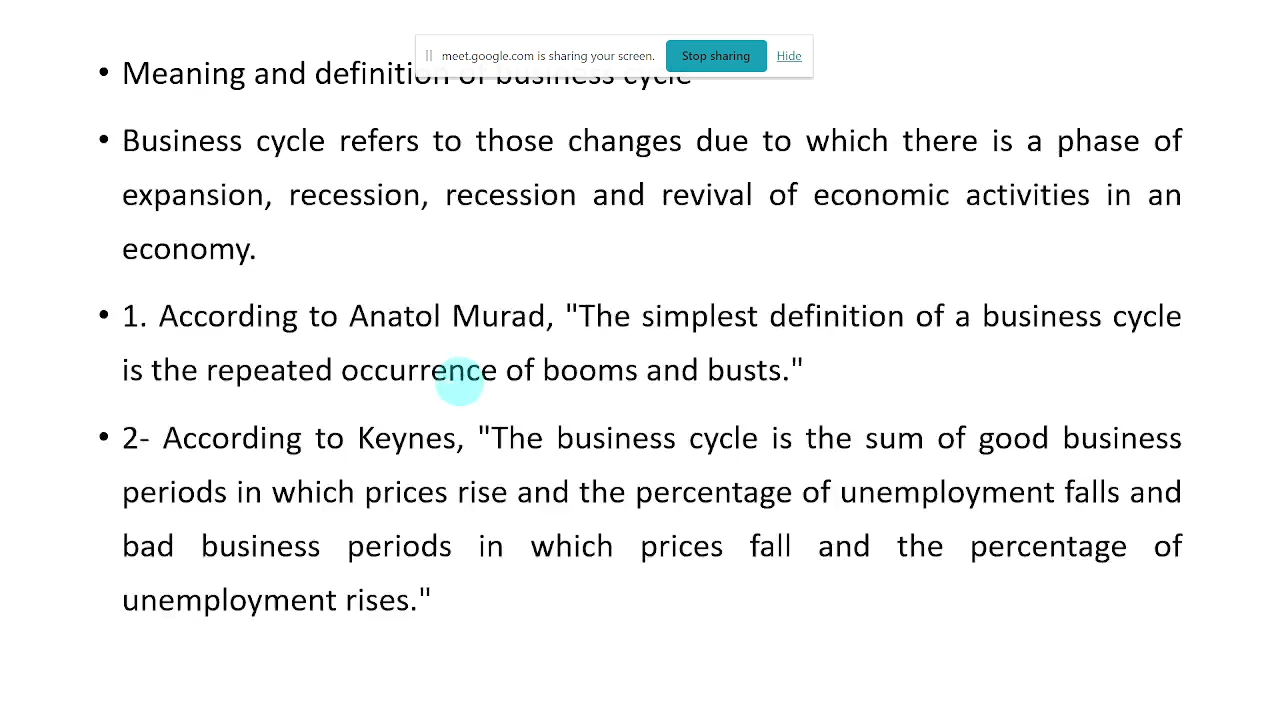 meet.google.com is sharing your screen. Stop sharing Hide
• Meaning and definition of business cycle
• Business cycle refers to those changes due to which there is a phase of
expansion, recession, recession and revival of economic activities in an
economy.
• 1. According to Anatol Murad, "The simplest definition of a business cycle
is the repeated occurrence of booms and busts."
• 2- According to Keynes, "The business cycle is the sum of good business
periods in which prices rise and the percentage of unemployment falls and
bad business periods in which prices fall and the percentage of
unemployment rises."